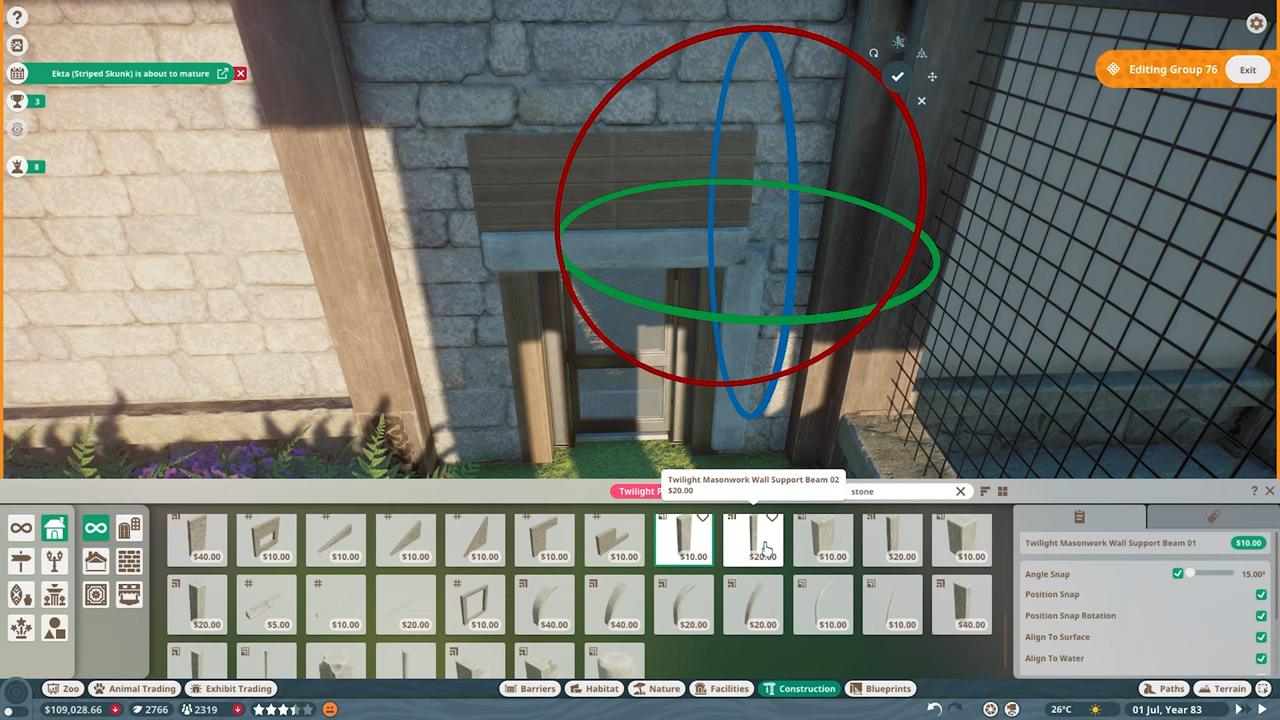 ?
Ekta (Striped Skunk) is about to mature
3
8
Editing Group 76
Exit
Twilight Masonwork Wall Support Beam 02
$20.00
Twilight P
stone
?
$40.00
$10.00
$10.00
$10.00
$10.00
$10.00
$10.00
$10.00
$20.00
$10.00
$20.00
$10.00
$20.00
$5.00
$10.00
$20.00
$10.00
$40.00
$40.00
$20.00
$20.00
$10.00
$10.00
$40.00
Twilight Masonwork Wall Support Beam 01
$10.00
Angle Snap
15.00°
Position Snap
Position Snap Rotation
Align To Surface
Align To Water
Zoo
Animal Trading
Exhibit Trading
Barriers
Habitat
Nature
Facilities
Construction
Blueprints
Paths
Terrain
$109,028.66
2766
2319
26°C
01 Jul, Year 83